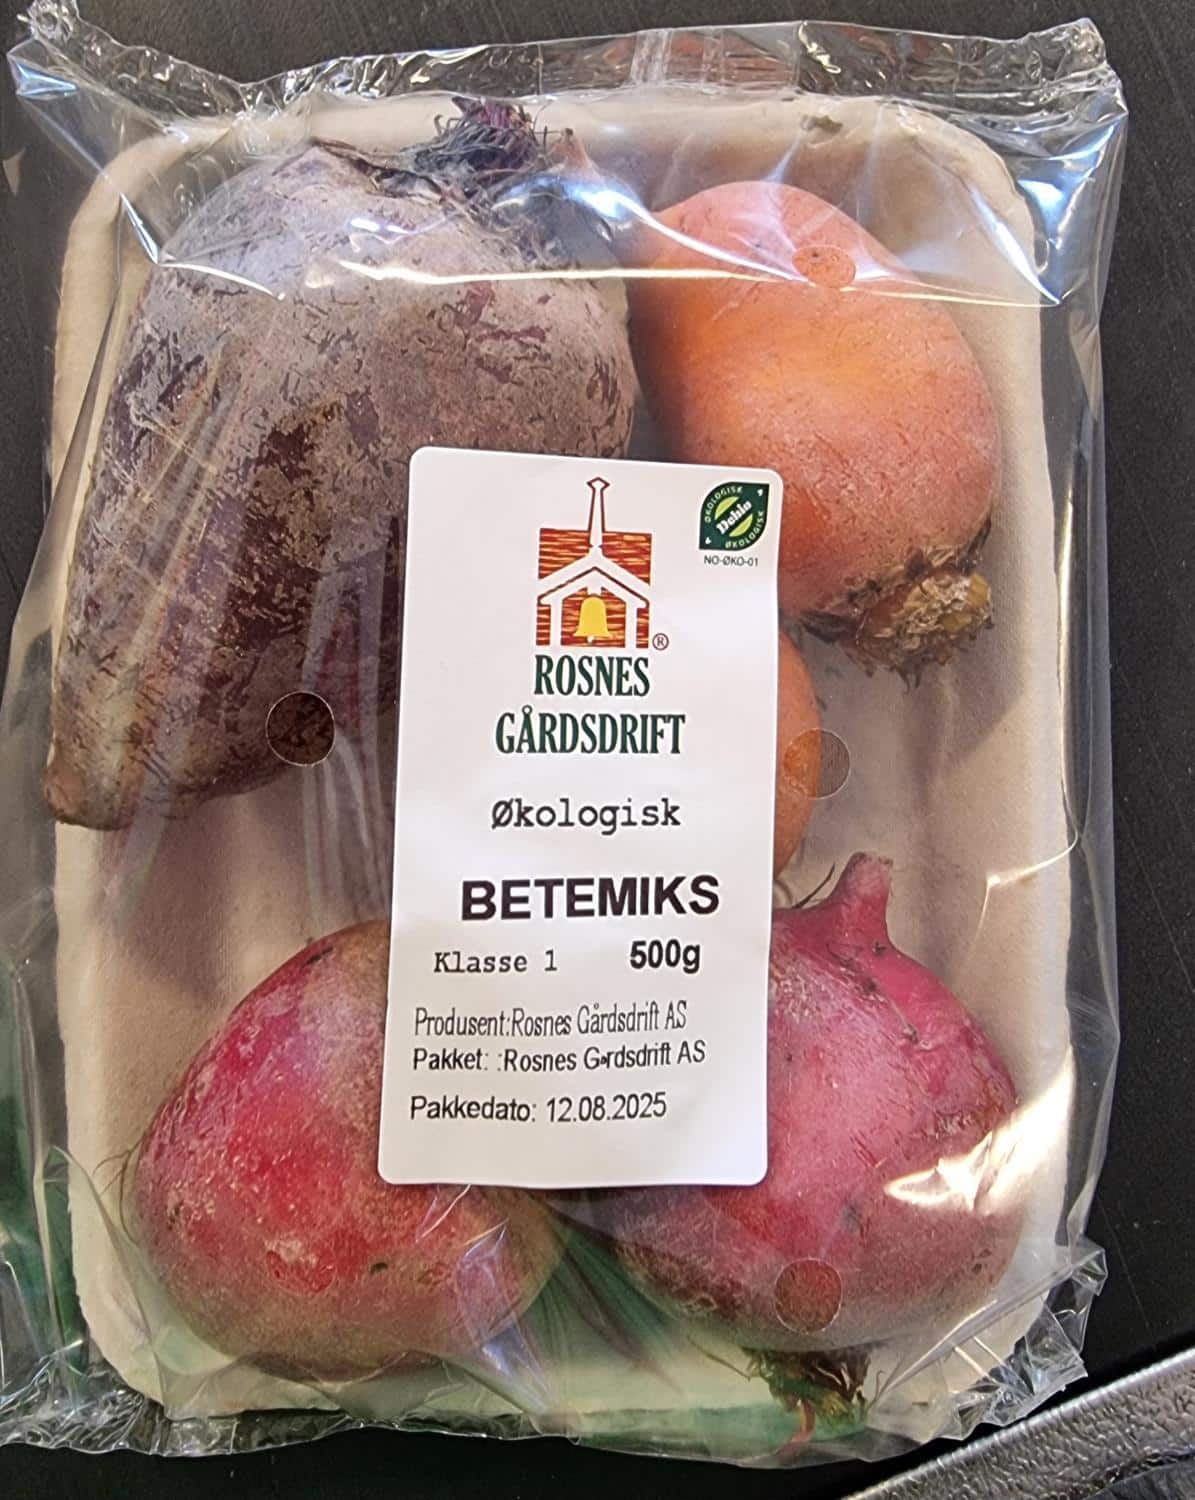 ØKOLOGISK
Debio
ØKOLOGISK
ØKOLOGISK
NO-ØKO-01
®
ROSNES
GÅRDSDRIFT
Økologisk
BETEMIKS
Klasse 1 500g
Produsent:Rosnes Gårdsdrift AS
Pakket: :Rosnes G•rdsdrift AS
Pakkedato: 12.08.2025